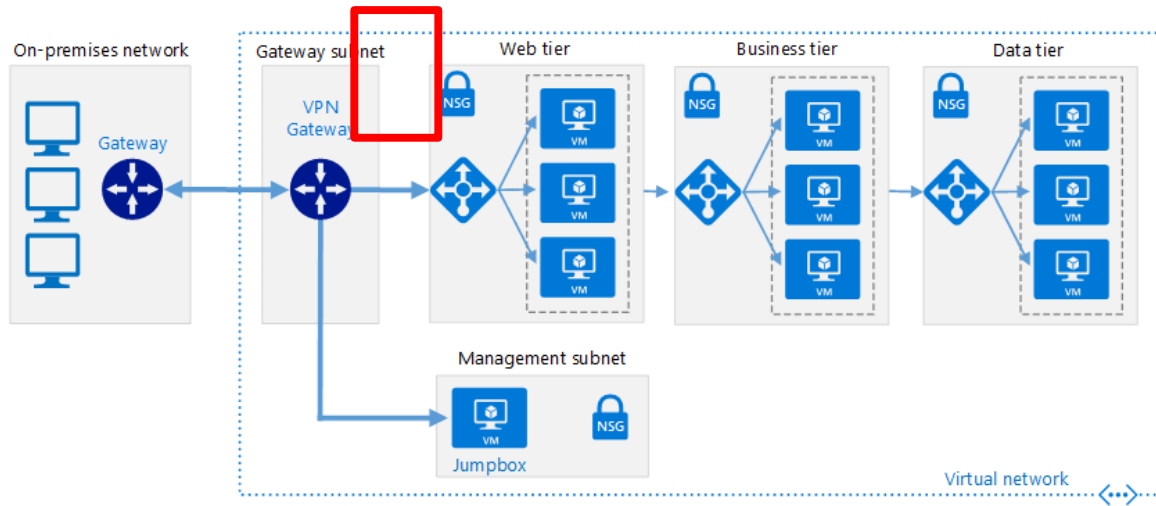 On-premises network
Gateway subnet
Web tier
Business tier
Data tier
Gateway
VPN
Gateway
NSG
VM
VM
VM
NSG
VM
VM
VM
NSG
VM
VM
VM
Management subnet
VM
Jumpbox
NSG
Virtual network